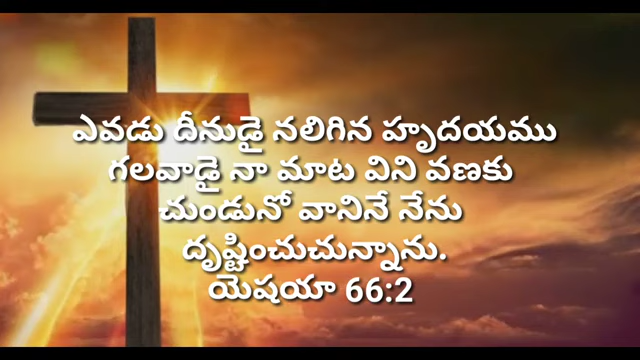 ఎవడు దీనుడై నలిగిన హృదయము
గలవాడై నా మాట విని వణకు
చుండునో వానినే నేను
దృష్టించుచున్నాను.
యెషయా 66:2